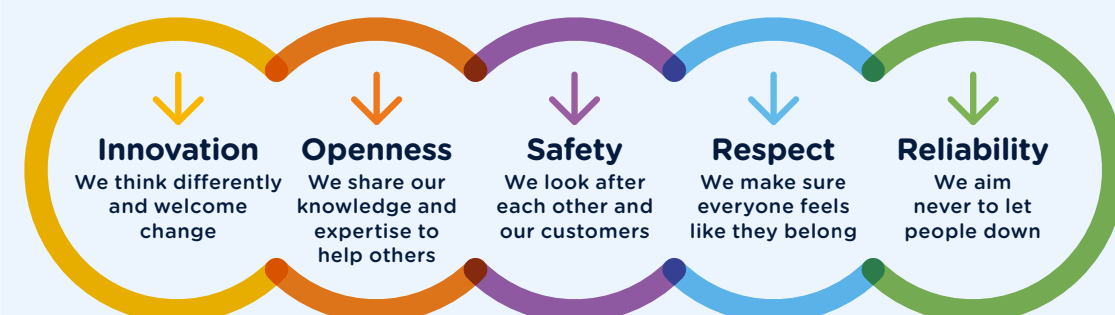 Innovation
We think differently
and welcome
change
Openness
We share our
knowledge and
expertise to
help others
Safety
We look after
each other and
our customers
Respect
We make sure
everyone feels
like they belong
Reliability
We aim
never to let
people down